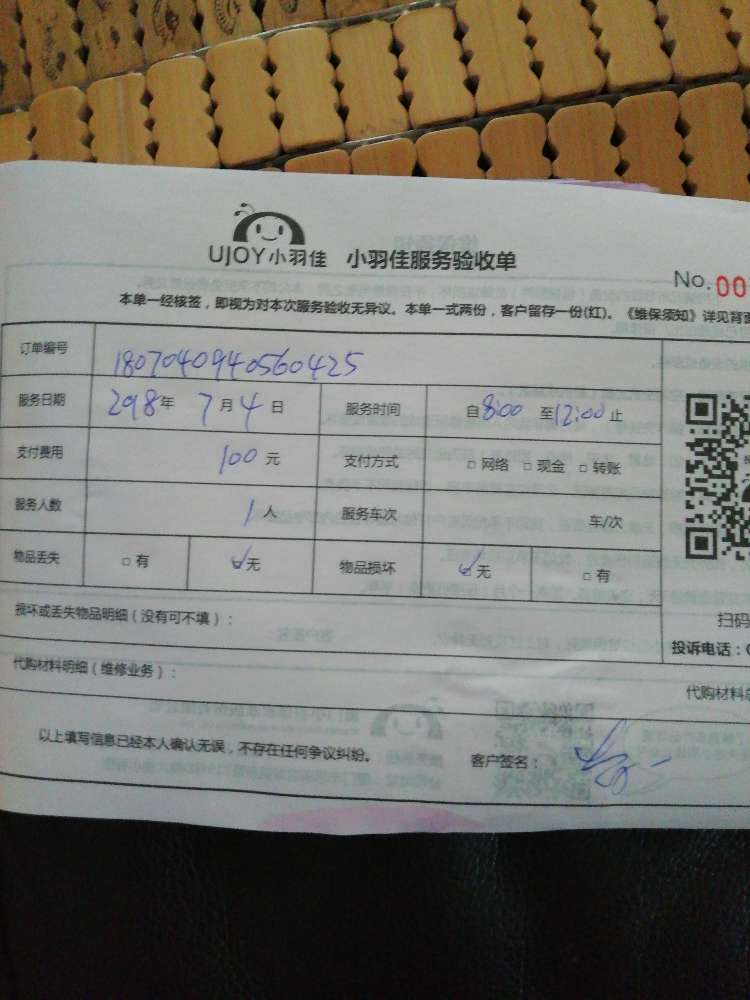 UJOY小羽佳 小羽佳服务验收单
No. 00
本单一经核签，即视为对本次服务验收无异议。本单一式两份，客户留存一份(红)。《维保须知》详见背面
订单编号 1807040940560425
服务日期 2018年 7月4日 服务时间 自8:00至12:00止
支付费用 100元 支付方式 □网络 □现金 □转账
服务人数 1人 服务车次 车/次
物品丢失 □有 ☑无 物品损坏 ☑无 □有
损坏或丢失物品明细（没有可不填）：
扫码
投诉电话：
代购材料明细（维修业务）：
代购材料
以上填写信息已经本人确认无误，不存在任何争议纠纷。 客户签名：